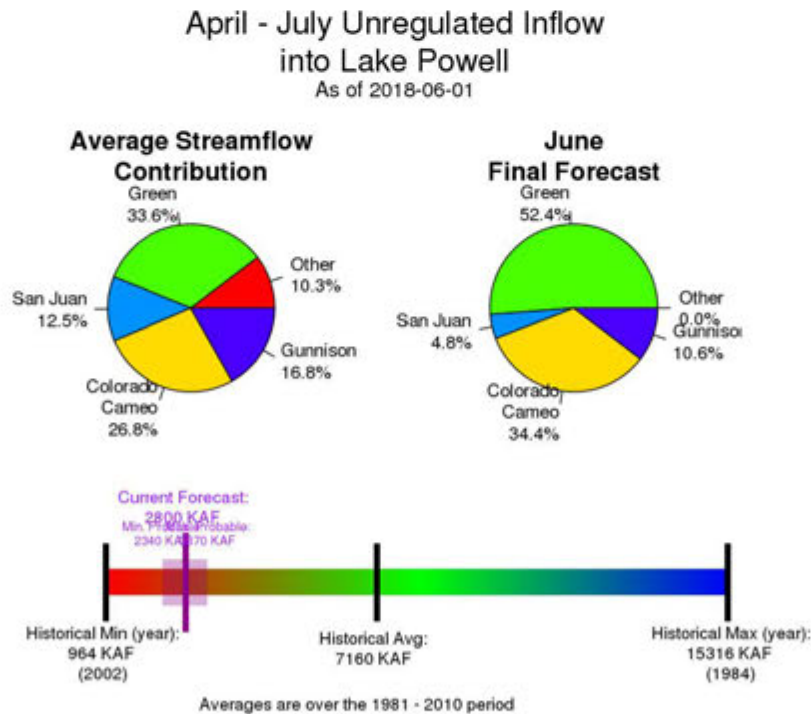 April - July Unregulated Inflow
into Lake Powell
As of 2018-06-01
Average Streamflow
Contribution
Green
33.6%
Other
10.3%
San Juan
12.5%
Gunnison
16.8%
Colorado
Cameo
26.8%
June
Final Forecast
Green
52.4%
Other
0.0%
San Juan
4.8%
10.6%
Colorado
Cameo
34.4%
Current Forecast:
2800 KAF
Min. Probable:
2340 KAF
Historical Min (year):
964 KAF
(2002)
Historical Avg:
7160 KAF
Historical Max (year):
15316 KAF
(1984)
Averages are over the 1981 - 2010 period